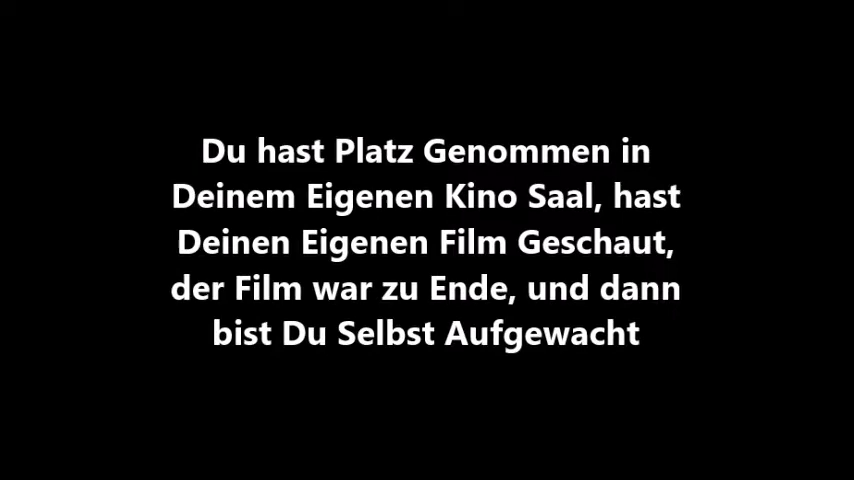 Du hast Platz Genommen in
Deinem Eigenen Kino Saal, hast
Deinen Eigenen Film Geschaut,
der Film war zu Ende, und dann
bist Du Selbst Aufgewacht